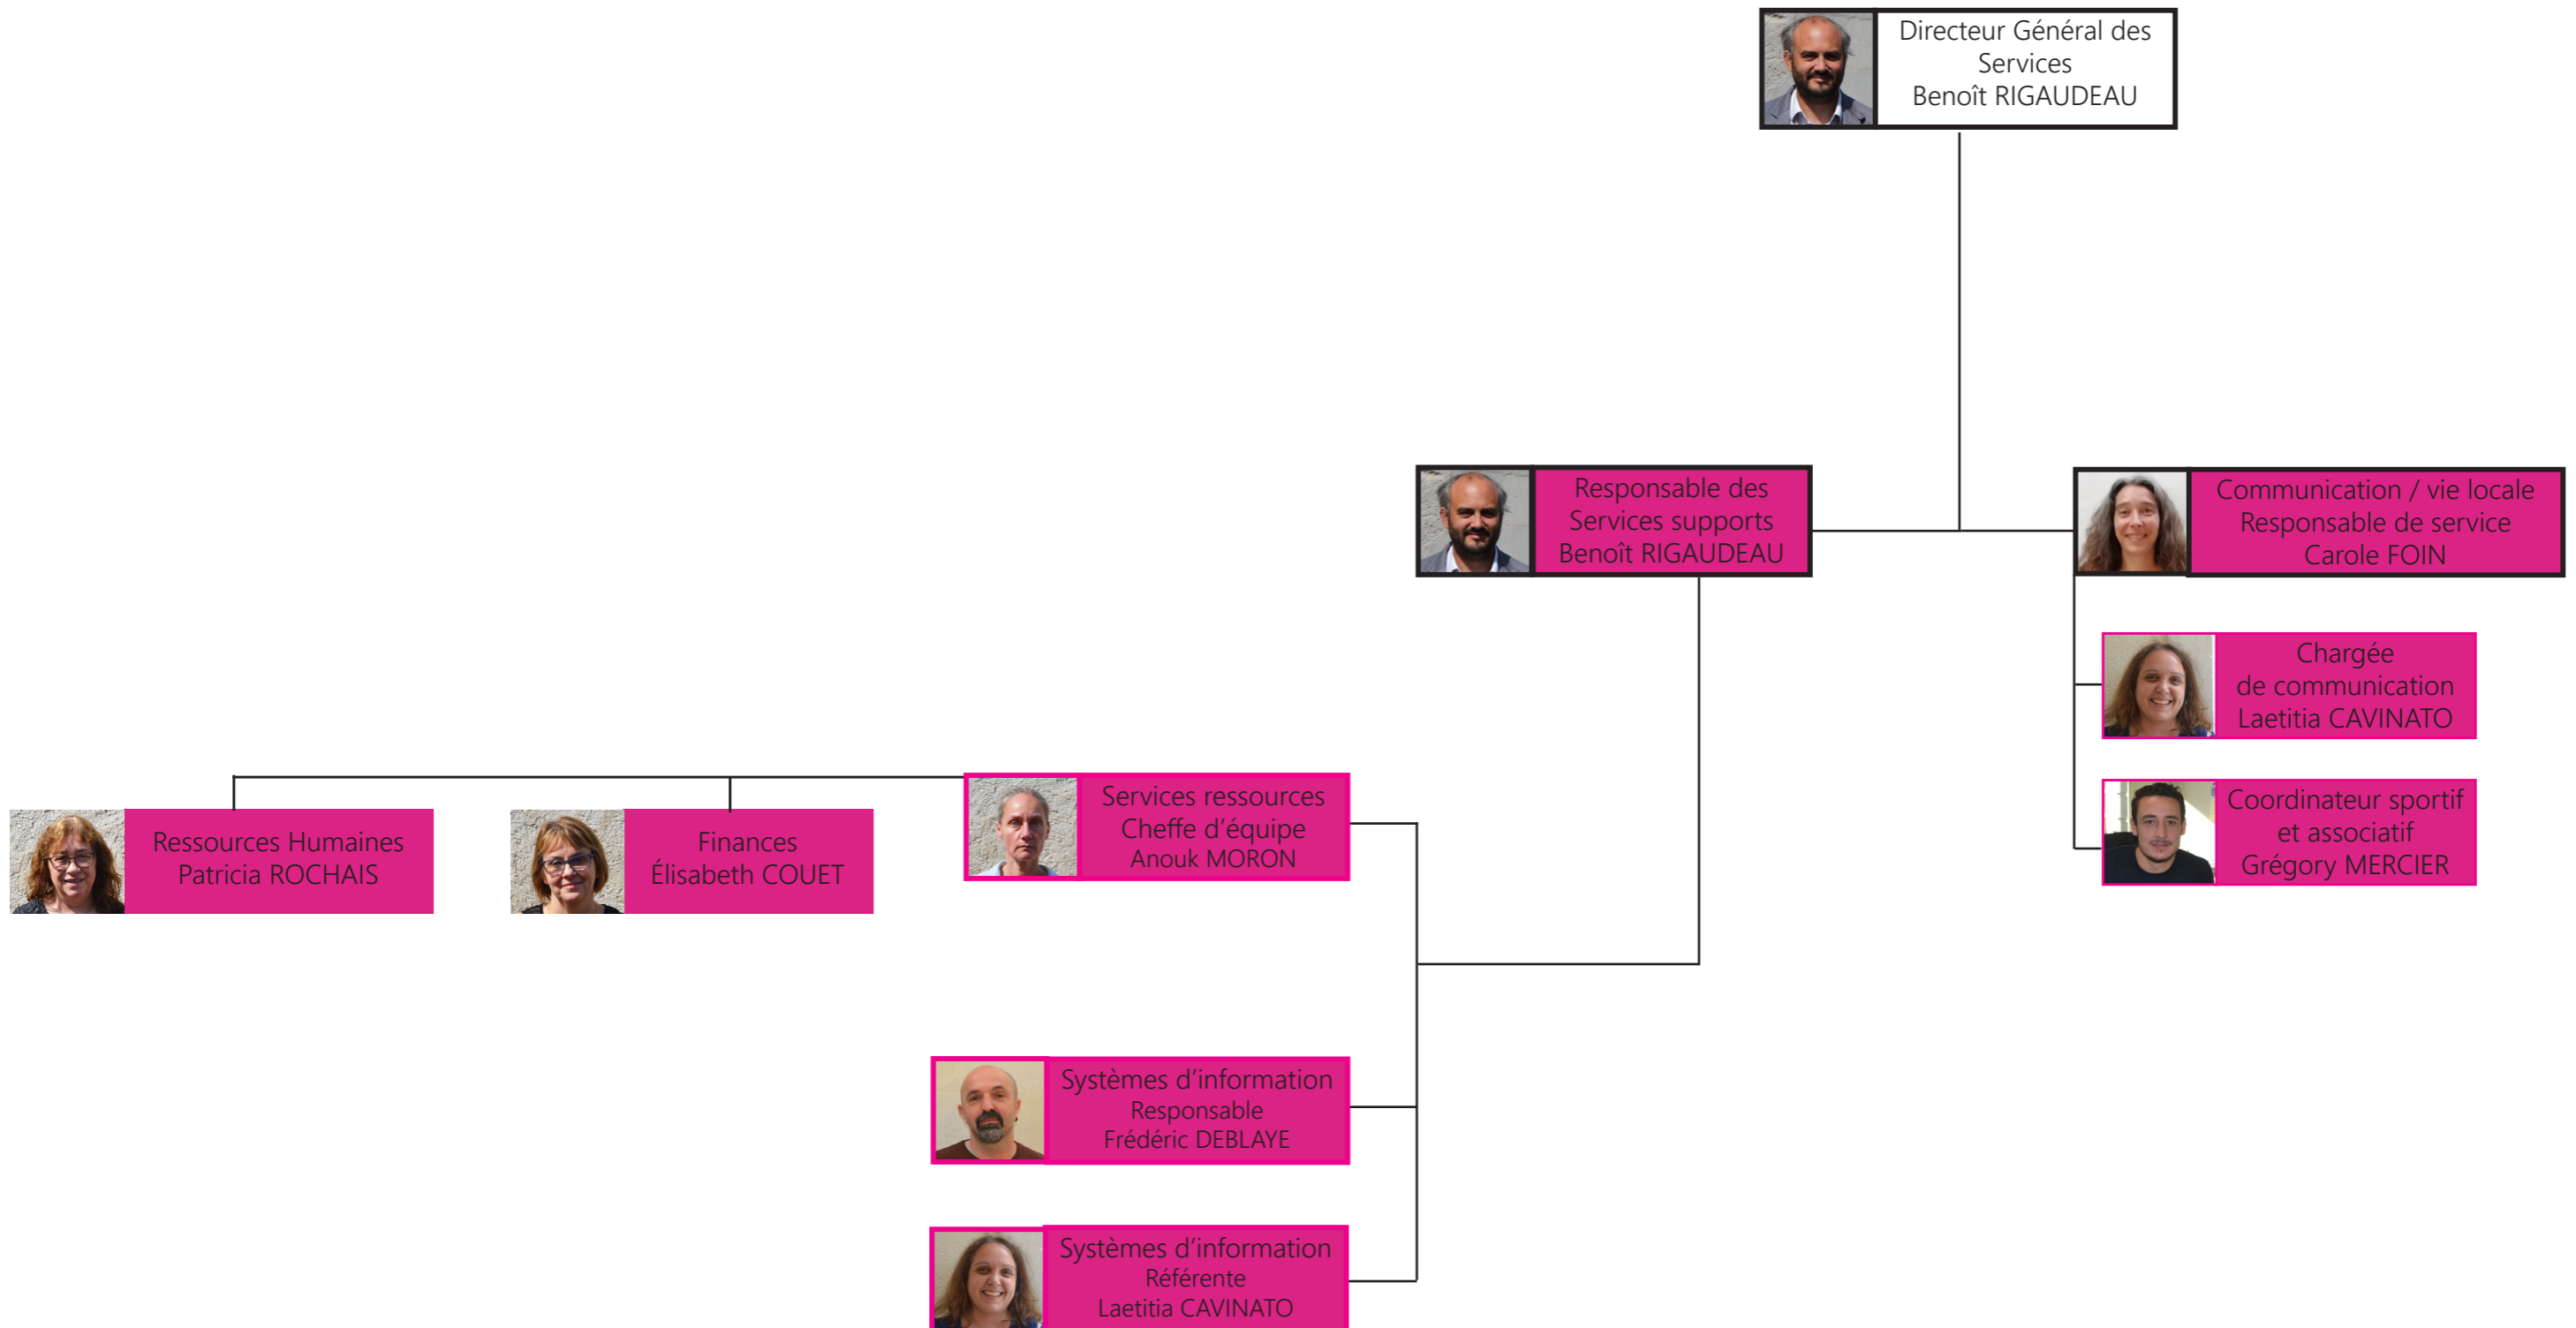 Directeur Général des
Services
Benoît RIGAUDEAU
Responsable des
Services supports
Benoît RIGAUDEAU
Communication / vie locale
Responsable de service
Carole FOIN
Chargée
de communication
Laetitia CAVINATO
Coordinateur sportif
et associatif
Grégory MERCIER
Ressources Humaines
Patricia ROCHAIS
Finances
Élisabeth COUET
Services ressources
Cheffe d’équipe
Anouk MORON
Systèmes d’information
Responsable
Frédéric DEBLAYE
Systèmes d’information
Référente
Laetitia CAVINATO